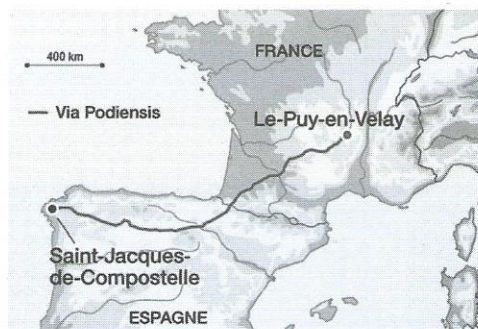 FRANCE
400 km
Via Podiensis
Le-Puy-en-Velay
Saint-Jacques-
de-Compostelle
ESPAGNE